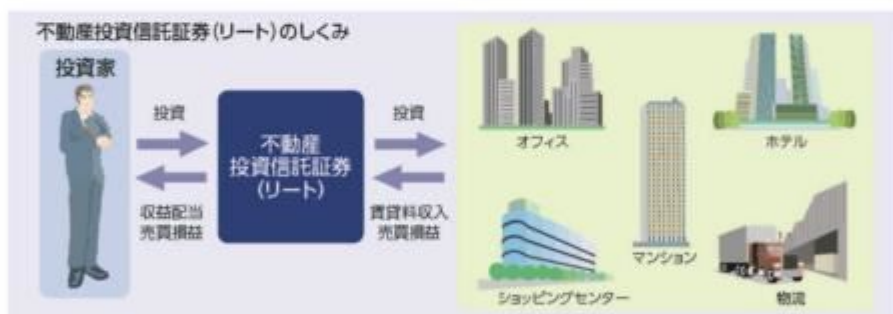 不動産投資信託証券(リート)のしくみ
投資家
投資
収益配当
売買損益
不動産
投資信託証券
(リート)
投資
賃貸料収入
売買損益
オフィス
ホテル
マンション
ショッピングセンター
物流